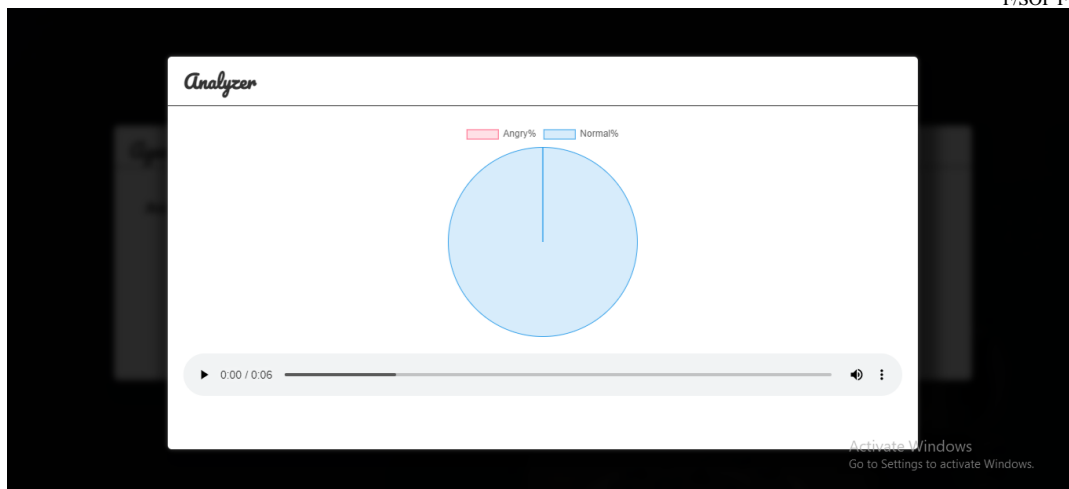 Analyzer
Angry% Normal%
0:00 / 0:06
Activate Windows
Go to Settings to activate Windows.